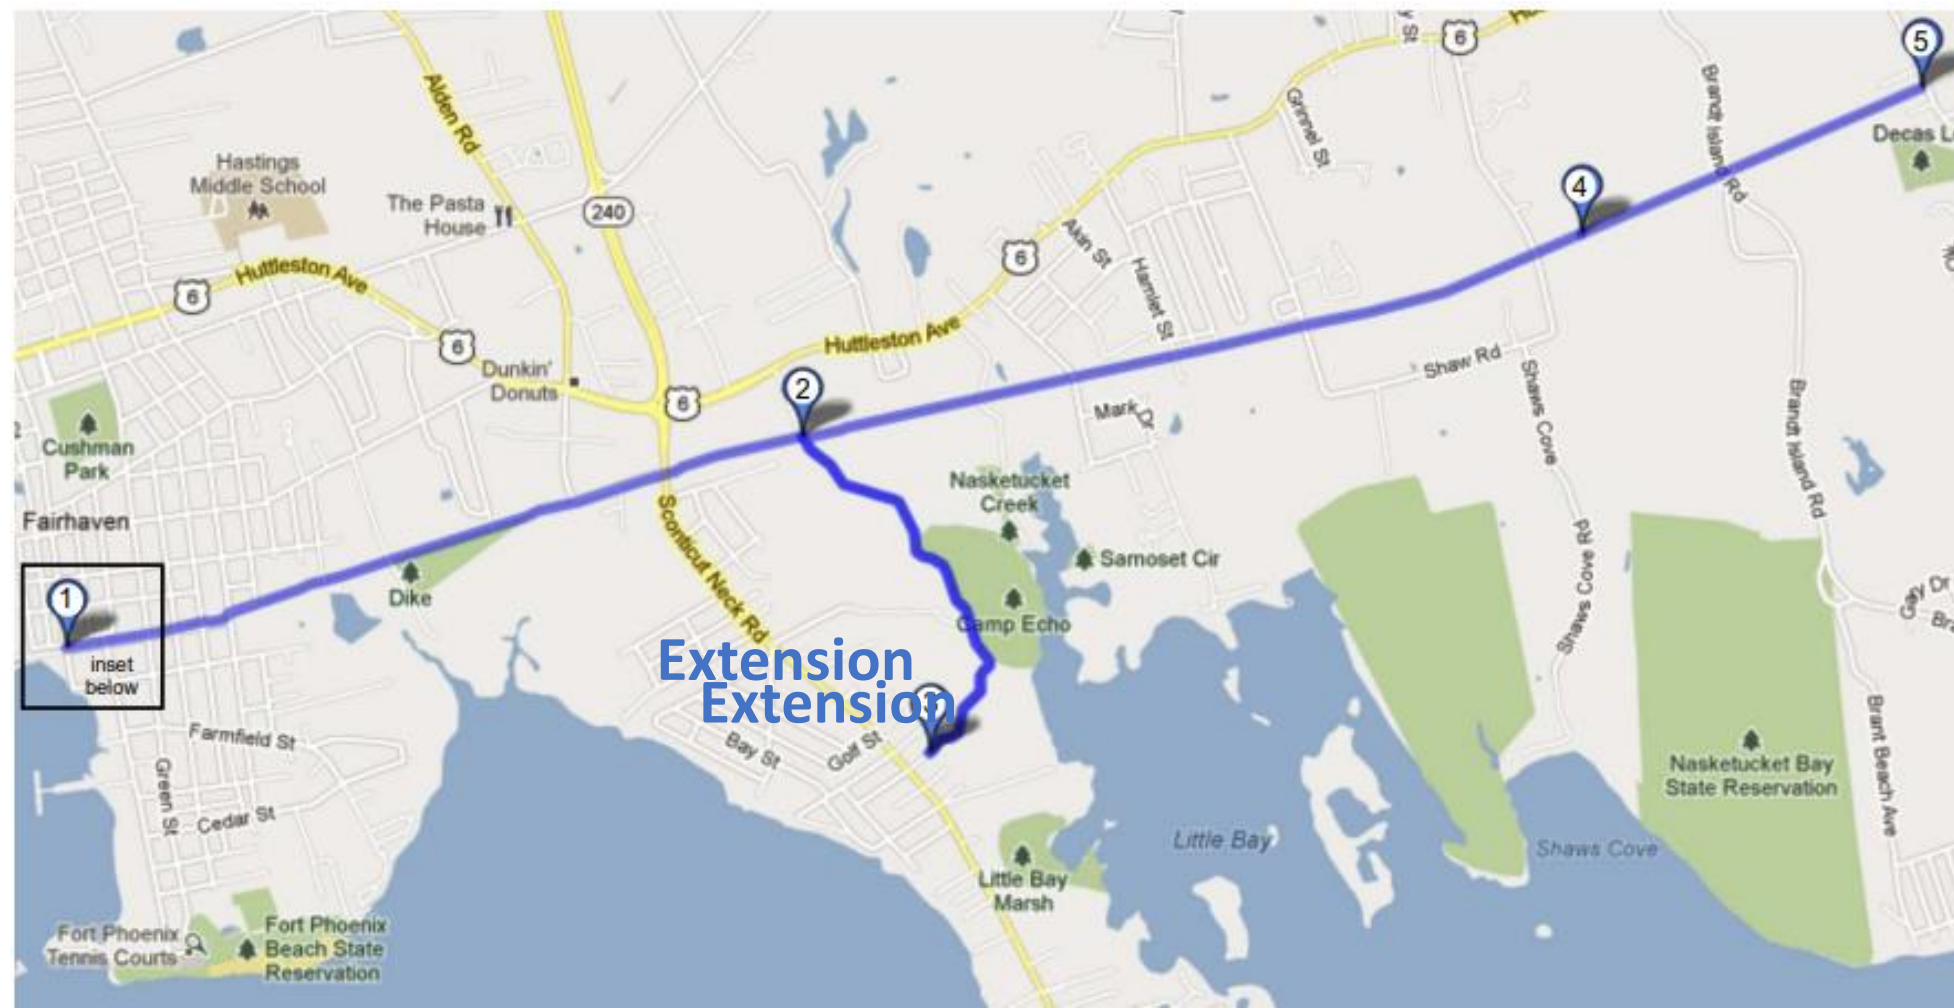 6
5
Alden Rd
Brandt Island Rd
Grinnel St
Decas
Hastings
Middle School
The Pasta
House
240
4
Akin St
6
Hamlet St
Huttleston Ave
6
6
Huttleston Ave
Dunkin'
Donuts
6
2
Shaw Rd
Shaws Cove
Mark Dr
Brandt Island Rd
Cushman
Park
Nasketucket
Creek
Fairhaven
Sconticut Neck Rd
Samoset Cir
Shaws Cove Rd
Dike
1
Camp Echo
Gay Dr
inset
below
Extension
Extension
3
Farmfield St
Bay St
Golf St
Green St
Cedar St
Brant Beach Ave
Nasketucket Bay
State Reservation
Little Bay
Shaws Cove
Little Bay
Marsh
Fort Phoenix
Tennis Courts
Fort Phoenix
Beach State
Reservation